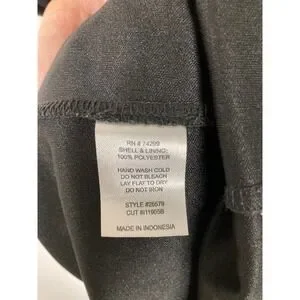 RN # 74299
SHELL & LINING:
100% POLYESTER
HAND WASH COLD
DO NOT BLEACH
LAY FLAT TO DRY
DO NOT IRON
STYLE #26579
CUT #/11905B
MADE IN INDONESIA